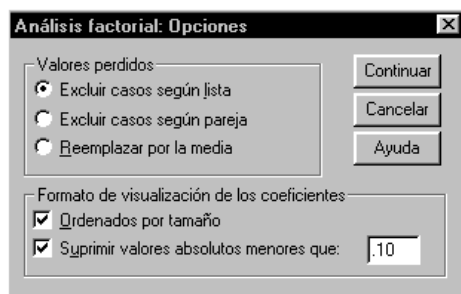 Análisis factorial: Opciones
Valores perdidos
Excluir casos según lista
Excluir casos según pareja
Reemplazar por la media
Continuar
Cancelar
Ayuda
Formato de visualización de los coeficientes
Ordenados por tamaño
Suprimir valores absolutos menores que: .10